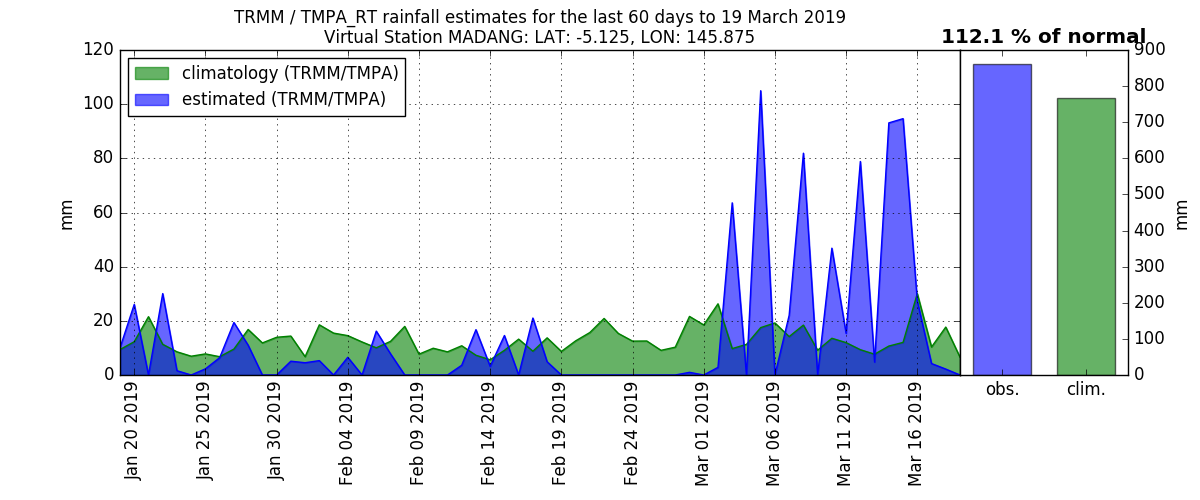 TRMM / TMPA_RT rainfall estimates for the last 60 days to 19 March 2019
Virtual Station MADANG: LAT: -5.125, LON: 145.875
112.1 % of normal
climatology (TRMM/TMPA)
estimated (TRMM/TMPA)
120
100
80
60
40
20
0
mm
900
800
700
600
500
400
300
200
100
0
mm
Jan 20 2019
Jan 25 2019
Jan 30 2019
Feb 04 2019
Feb 09 2019
Feb 14 2019
Feb 19 2019
Feb 24 2019
Mar 01 2019
Mar 06 2019
Mar 11 2019
Mar 16 2019
obs.
clim.